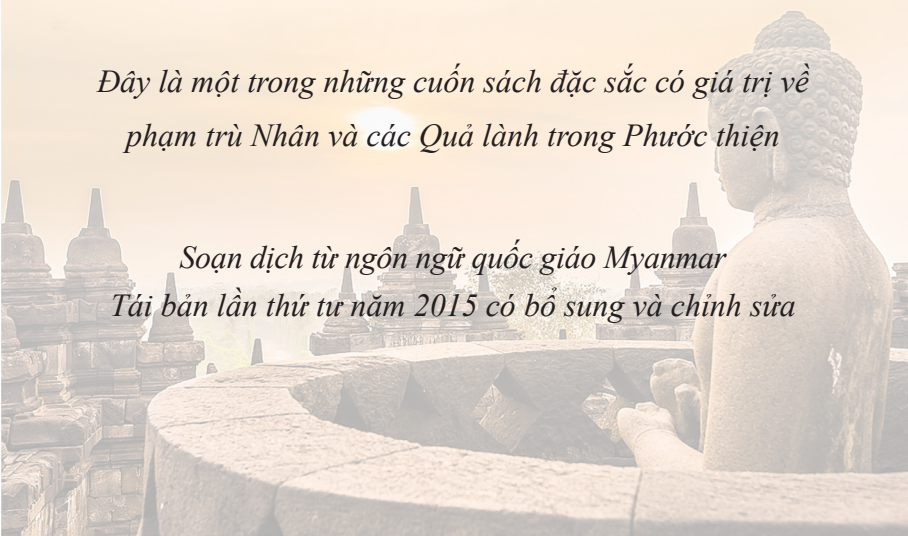 Đây là một trong những cuốn sách đặc sắc có giá trị về
phạm trù Nhân và các Quả lành trong Phước thiện
Soạn dịch từ ngôn ngữ quốc giáo Myanmar
Tái bản lần thứ tư năm 2015 có bổ sung và chỉnh sửa